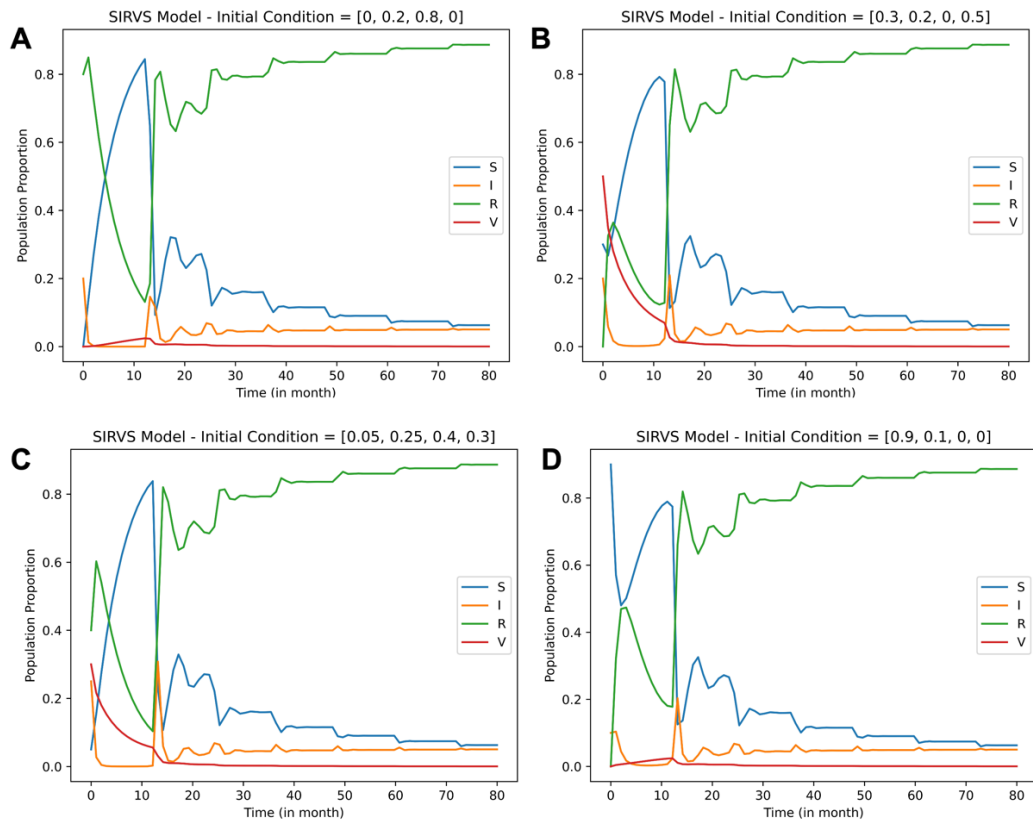 A
SIRVS Model - Initial Condition = [0, 0.2, 0.8, 0]
Population Proportion
0.8
0.6
0.4
0.2
0.0
S
I
R
V
0 10 20 30 40 50 60 70 80
Time (in month)
B
SIRVS Model - Initial Condition = [0.3, 0.2, 0, 0.5]
Population Proportion
0.8
0.6
0.4
0.2
0.0
S
I
R
V
0 10 20 30 40 50 60 70 80
Time (in month)
C
SIRVS Model - Initial Condition = [0.05, 0.25, 0.4, 0.3]
Population Proportion
0.8
0.6
0.4
0.2
0.0
S
I
R
V
0 10 20 30 40 50 60 70 80
Time (in month)
D
SIRVS Model - Initial Condition = [0.9, 0.1, 0, 0]
Population Proportion
0.8
0.6
0.4
0.2
0.0
S
I
R
V
0 10 20 30 40 50 60 70 80
Time (in month)